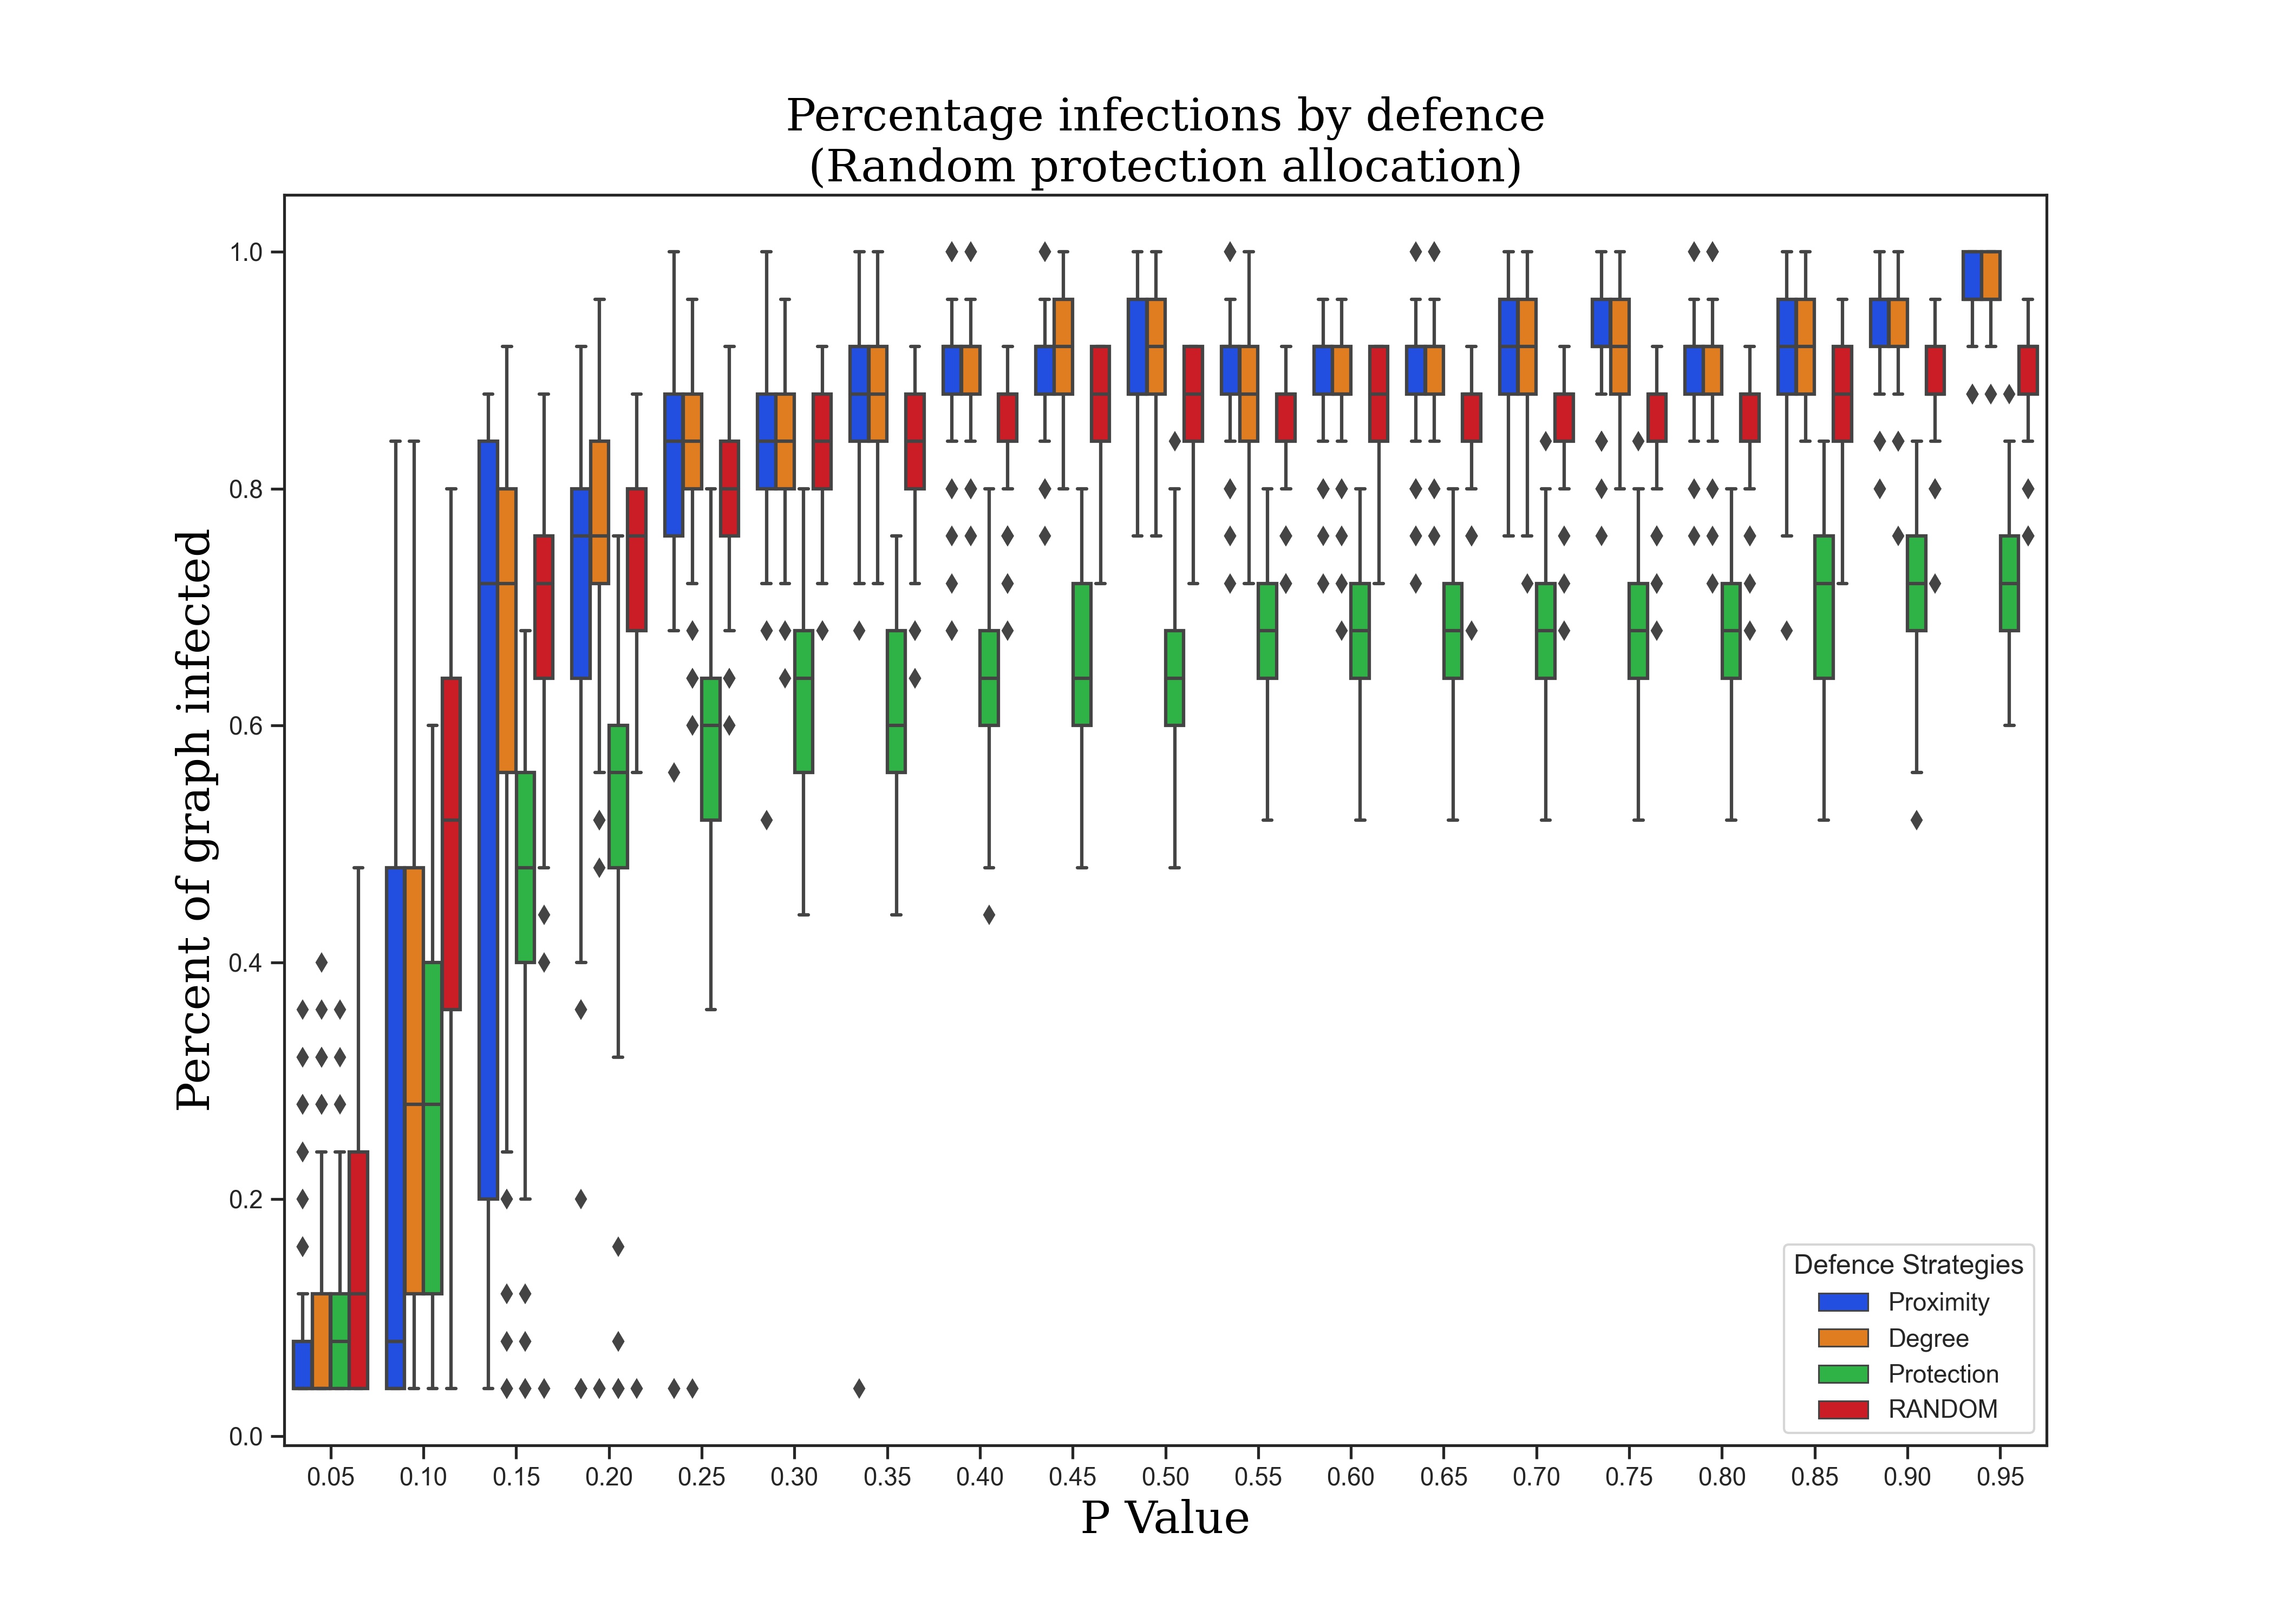 Percentage infections by defence
(Random protection allocation)
Percent of graph infected
1.0
0.8
0.6
0.4
0.2
0.0
0.05 0.10 0.15 0.20 0.25 0.30 0.35 0.40 0.45 0.50 0.55 0.60 0.65 0.70 0.75 0.80 0.85 0.90 0.95
P Value
Defence Strategies
Proximity
Degree
Protection
RANDOM